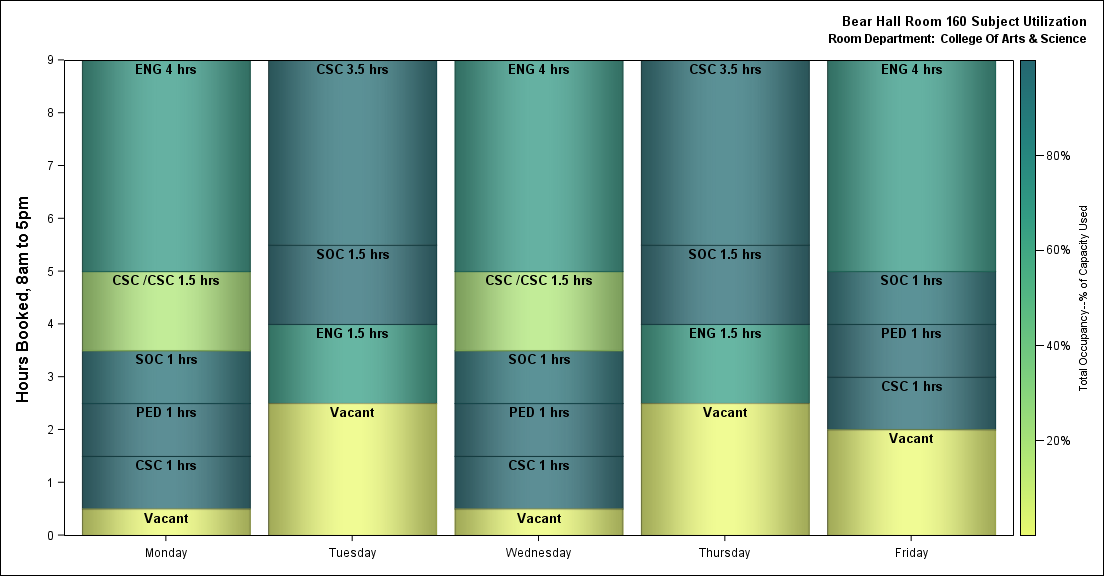 Bear Hall Room 160 Subject Utilization
Room Department: College Of Arts & Science
Hours Booked, 8am to 5pm
9
8
7
6
5
4
3
2
1
0
ENG 4 hrs
CSC /CSC 1.5 hrs
SOC 1 hrs
PED 1 hrs
CSC 1 hrs
Vacant
Monday
CSC 3.5 hrs
SOC 1.5 hrs
ENG 1.5 hrs
Vacant
Tuesday
ENG 4 hrs
CSC /CSC 1.5 hrs
SOC 1 hrs
PED 1 hrs
CSC 1 hrs
Vacant
Wednesday
CSC 3.5 hrs
SOC 1.5 hrs
ENG 1.5 hrs
Vacant
Thursday
ENG 4 hrs
SOC 1 hrs
PED 1 hrs
CSC 1 hrs
Vacant
Friday
80%
60%
40%
20%
Total Occupancy--% of Capacity Used